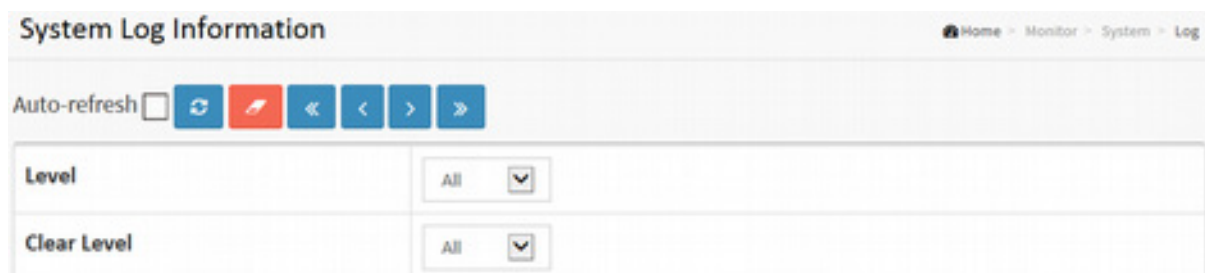 System Log Information
Home > Monitor > System > Log
Auto-refresh
Level All
Clear Level All